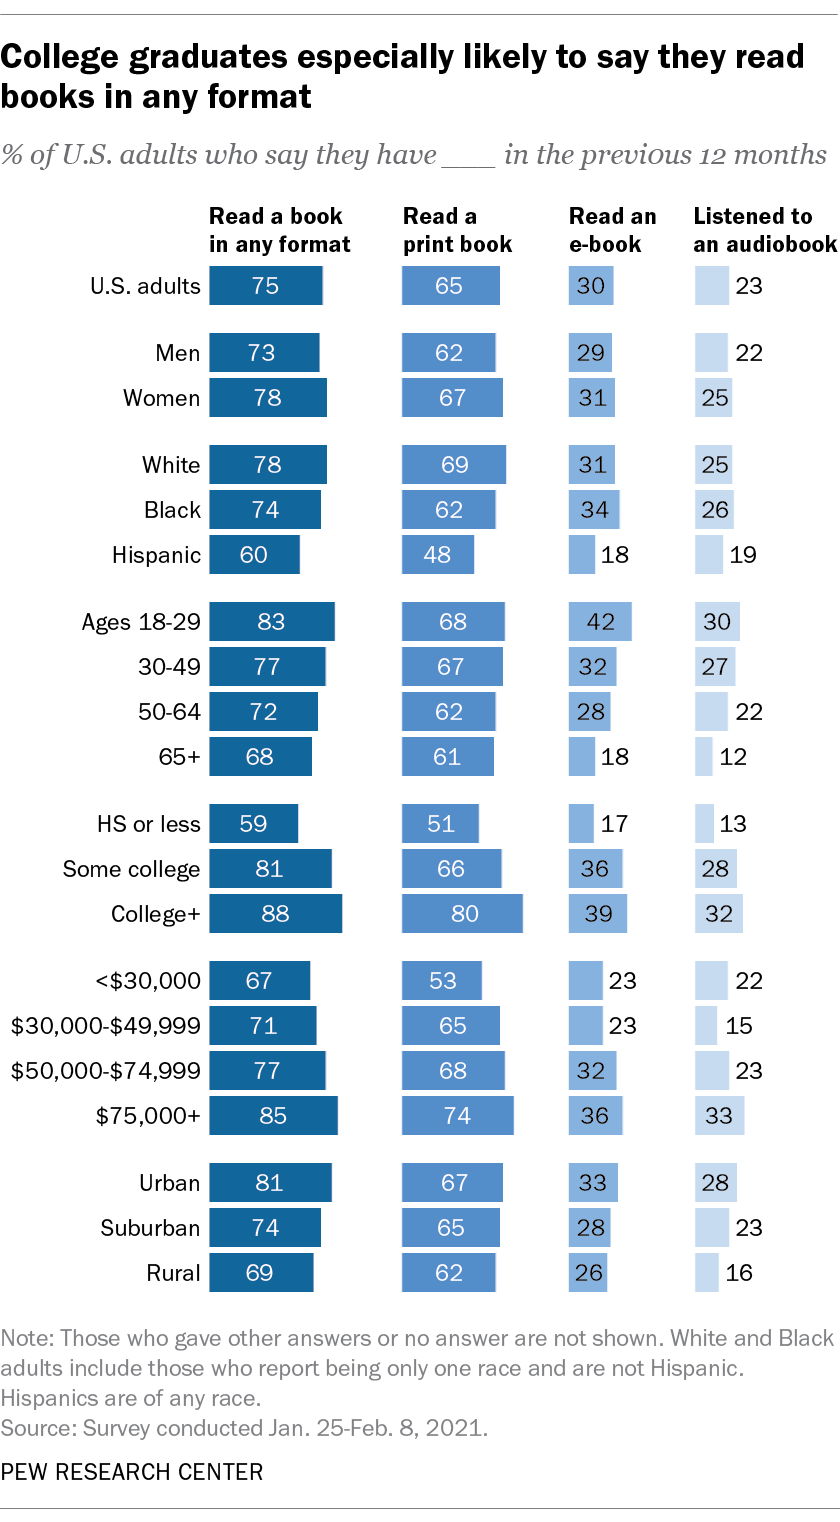 College graduates especially likely to say they read
books in any format
% of U.S. adults who say they have ___ in the previous 12 months
Read a book in any format Read a print book Read an e-book Listened to an audiobook
U.S. adults 75 65 30 23
Men 73 62 29 22
Women 78 67 31 25
White 78 69 31 25
Black 74 62 34 26
Hispanic 60 48 18 19
Ages 18-29 83 68 42 30
30-49 77 67 32 27
50-64 72 62 28 22
65+ 68 61 18 12
HS or less 59 51 17 13
Some college 81 66 36 28
College+ 88 80 39 32
<$30,000 67 53 23 22
$30,000-$49,999 71 65 23 15
$50,000-$74,999 77 68 32 23
$75,000+ 85 74 36 33
Urban 81 67 33 28
Suburban 74 65 28 23
Rural 69 62 26 16
Note: Those who gave other answers or no answer are not shown. White and Black
adults include those who report being only one race and are not Hispanic.
Hispanics are of any race.
Source: Survey conducted Jan. 25-Feb. 8, 2021.
PEW RESEARCH CENTER